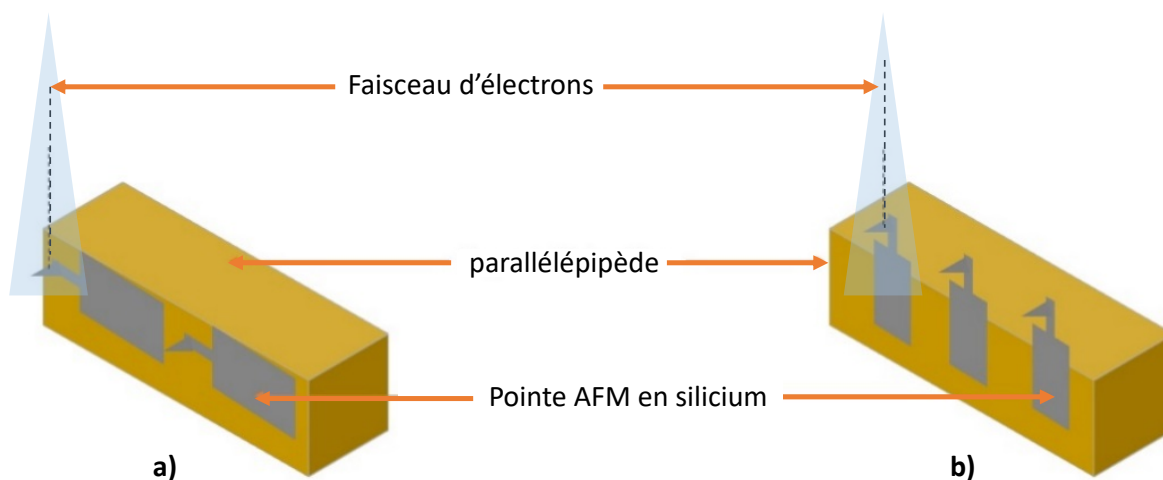 Faisceau d'électrons
parallélépipède
Pointe AFM en silicium
a)
b)